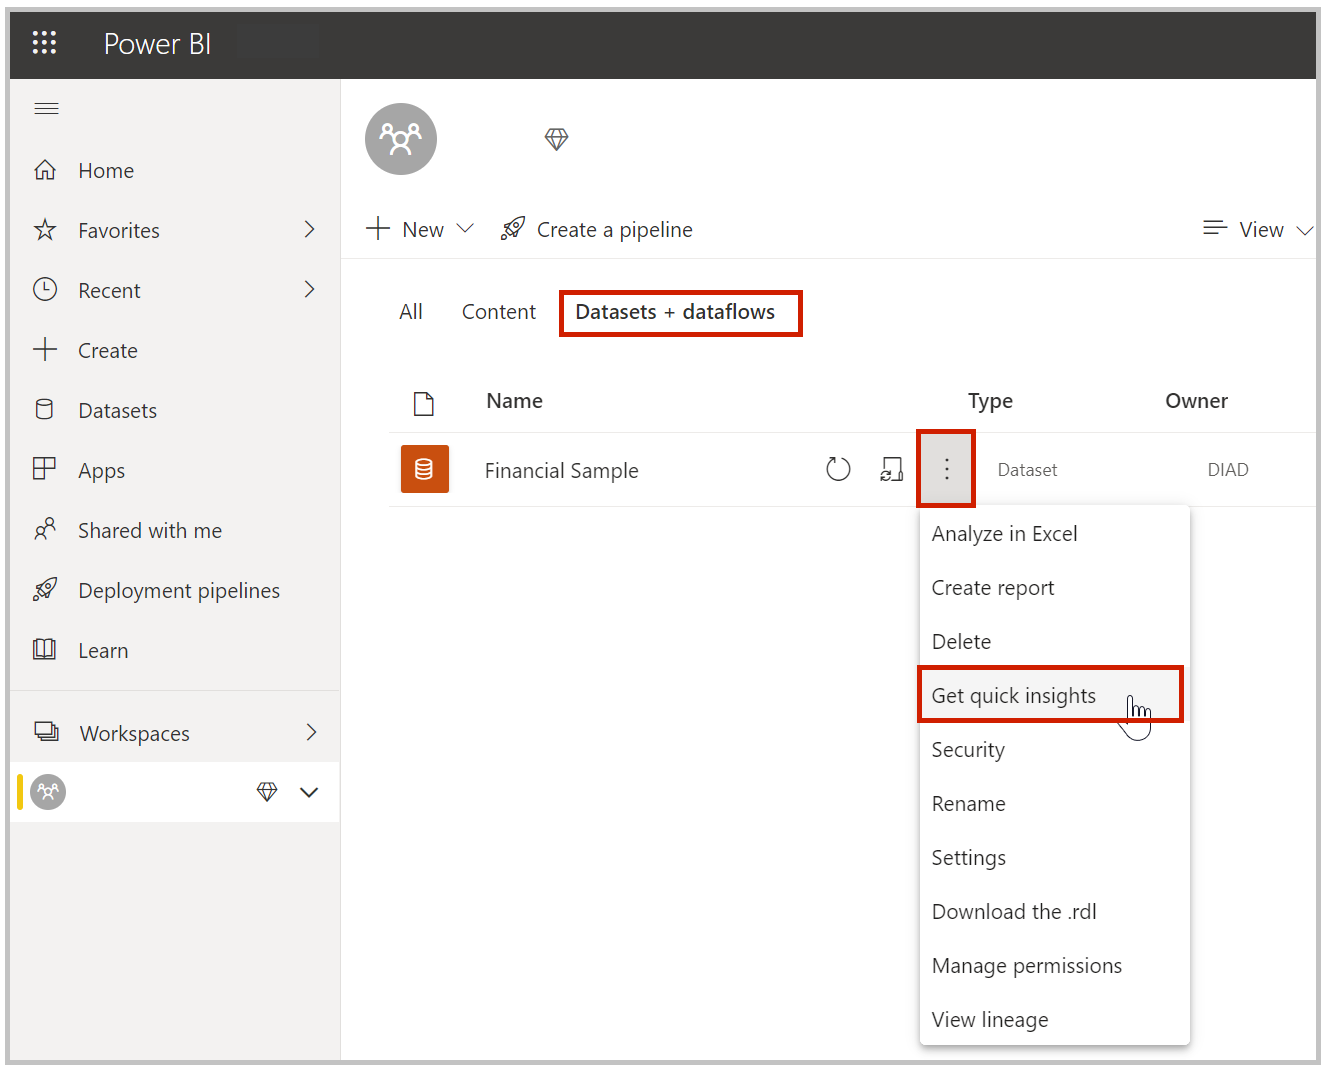 Power BI
Home
Favorites
Recent
Create
Datasets
Apps
Shared with me
Deployment pipelines
Learn
Workspaces
New
Create a pipeline
View
All
Content
Datasets + dataflows
Name
Type
Owner
Financial Sample
Dataset
DIAD
Analyze in Excel
Create report
Delete
Get quick insights
Security
Rename
Settings
Download the .rdl
Manage permissions
View lineage